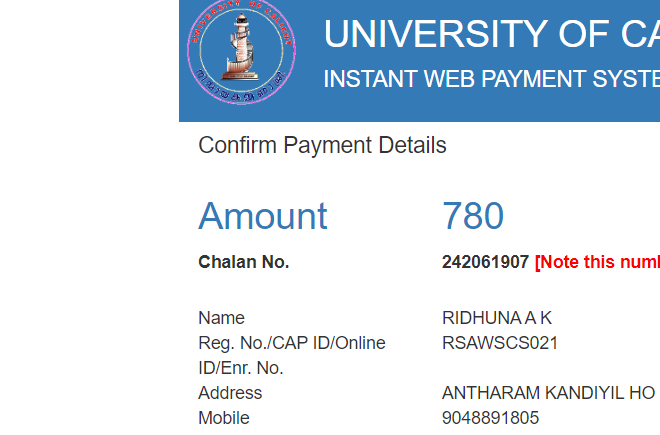 UNIVERSITY OF CA
INSTANT WEB PAYMENT SYSTE
Confirm Payment Details
Amount 780
Chalan No. 242061907 [Note this numb
Name RIDHUNA A K
Reg. No./CAP ID/Online RSAWSCS021
ID/Enr. No.
Address ANTHARAM KANDIYIL HO
Mobile 9048891805